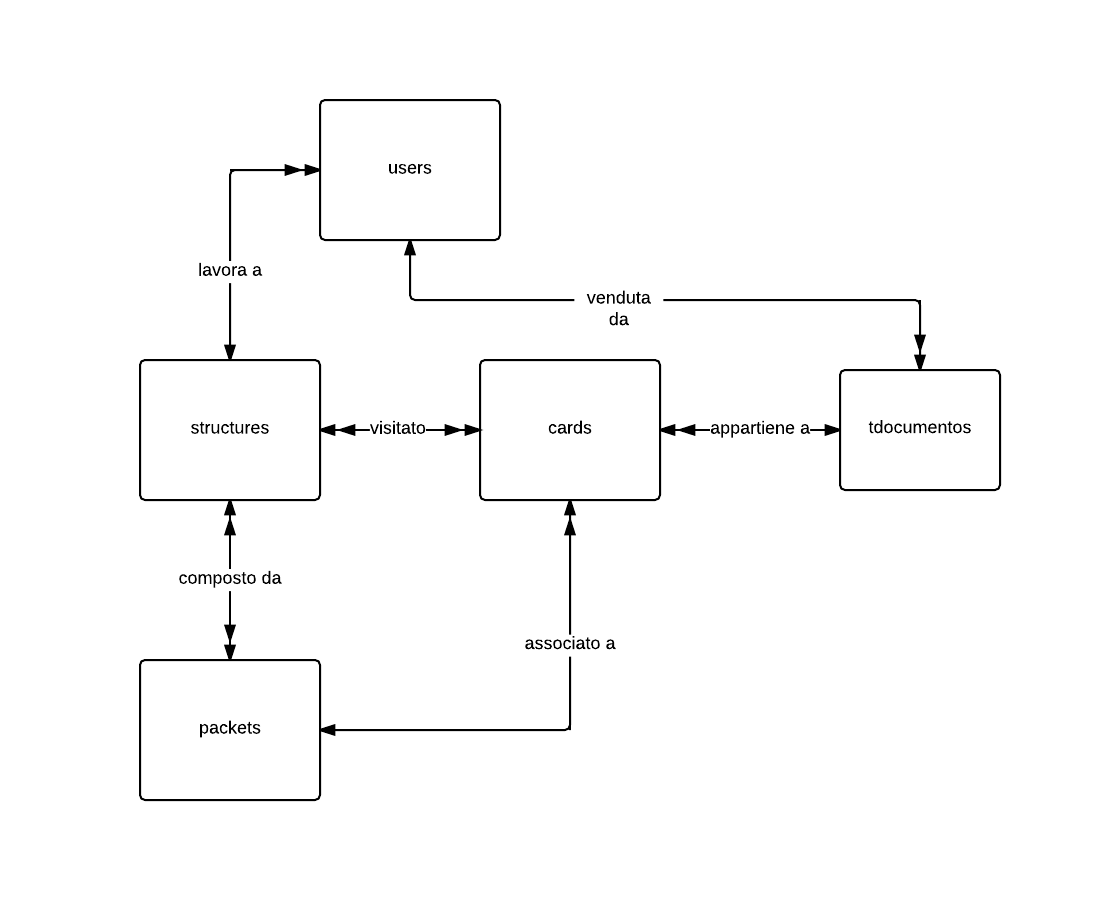 users
lavora a
venduta
da
structures
visitato
cards
appartiene a
tdocumentos
composto da
associato a
packets